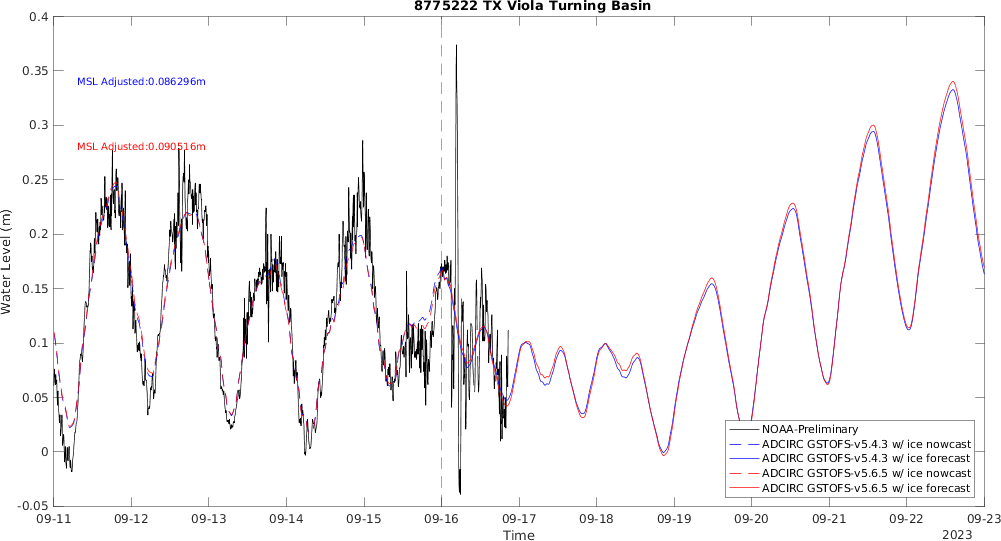 8775222 TX Viola Turning Basin
0.4
0.35
0.3
0.25
0.2
0.15
0.1
0.05
0
-0.05
Water Level (m)
MSL Adjusted:0.086296m
MSL Adjusted:0.090516m
NOAA-Preliminary
ADCIRC GSTOFS-v5.4.3 w/ ice nowcast
ADCIRC GSTOFS-v5.4.3 w/ ice forecast
ADCIRC GSTOFS-v5.6.5 w/ ice nowcast
ADCIRC GSTOFS-v5.6.5 w/ ice forecast
09-11 09-12 09-13 09-14 09-15 09-16 09-17 09-18 09-19 09-20 09-21 09-22 09-23
Time
2023